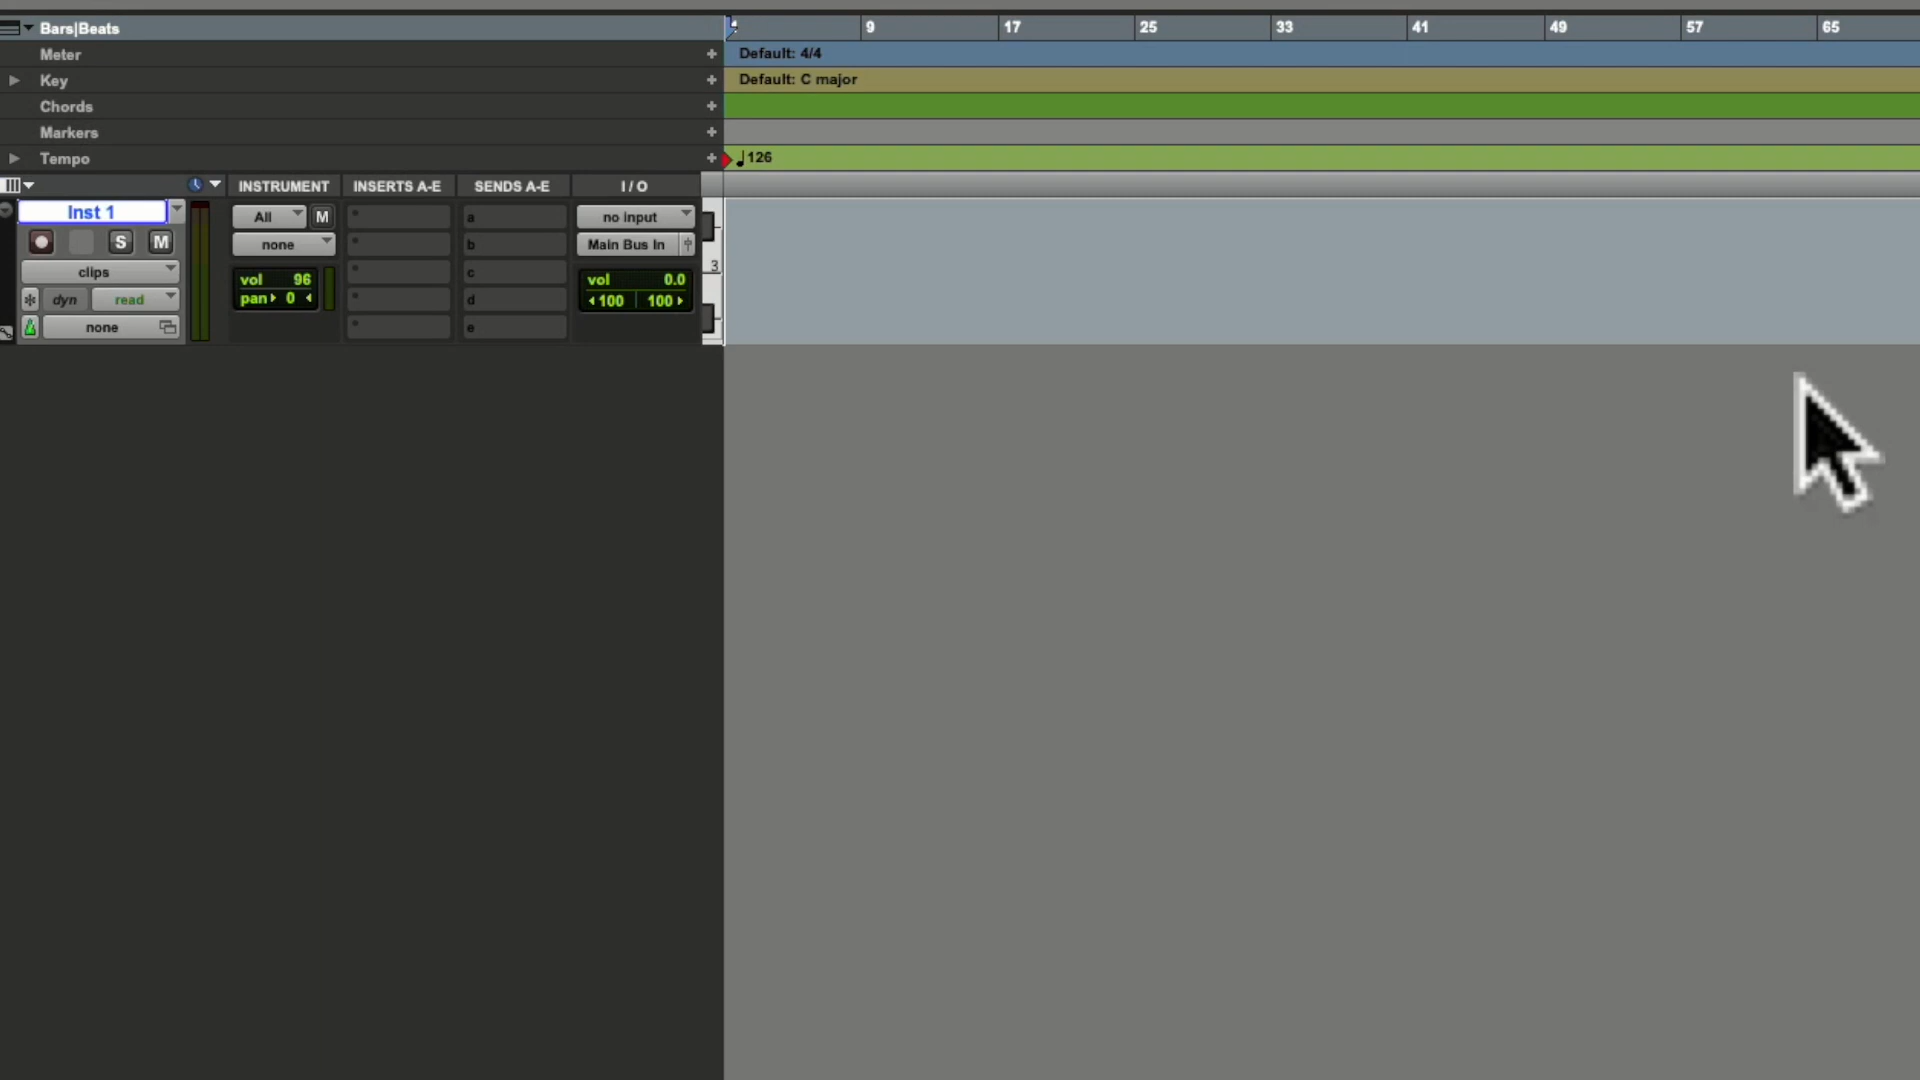 Bars|Beats 9 17 25 33 41 49 57 65
Meter + Default: 4/4
Key + Default: C major
Chords +
Markers +
Tempo + ♩126
INSTRUMENT INSERTS A-E SENDS A-E I / O
Inst 1 All M a no input
S M none b Main Bus In
clips vol 96 c vol 0.0 3
dyn read pan 0 d 100 100
none e